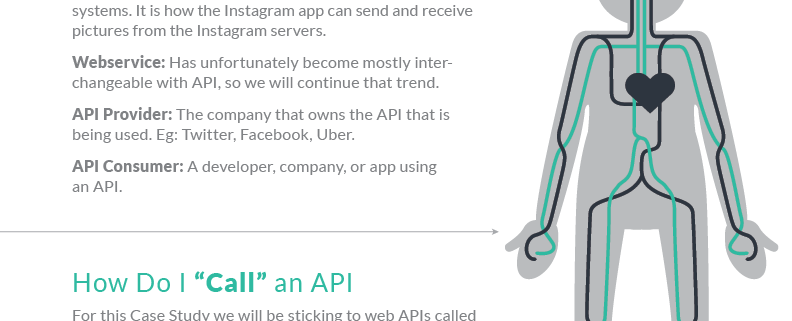 systems. It is how the Instagram app can send and receive
pictures from the Instagram servers.
Webservice: Has unfortunately become mostly inter-
changeable with API, so we will continue that trend.
API Provider: The company that owns the API that is
being used. Eg: Twitter, Facebook, Uber.
API Consumer: A developer, company, or app using
an API.
How Do I “Call” an API
For this Case Study we will be sticking to web APIs called